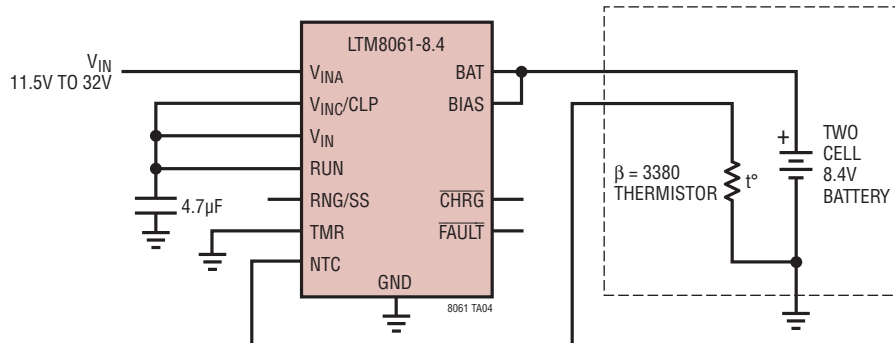 LTM8061-8.4
V_IN
11.5V TO 32V
V_INA
V_INC/CLP
V_IN
RUN
RNG/SS
TMR
NTC
GND
BAT
BIAS
CHRG
FAULT
4.7µF
8061 TA04
β = 3380
THERMISTOR
t°
+
TWO
CELL
8.4V
BATTERY